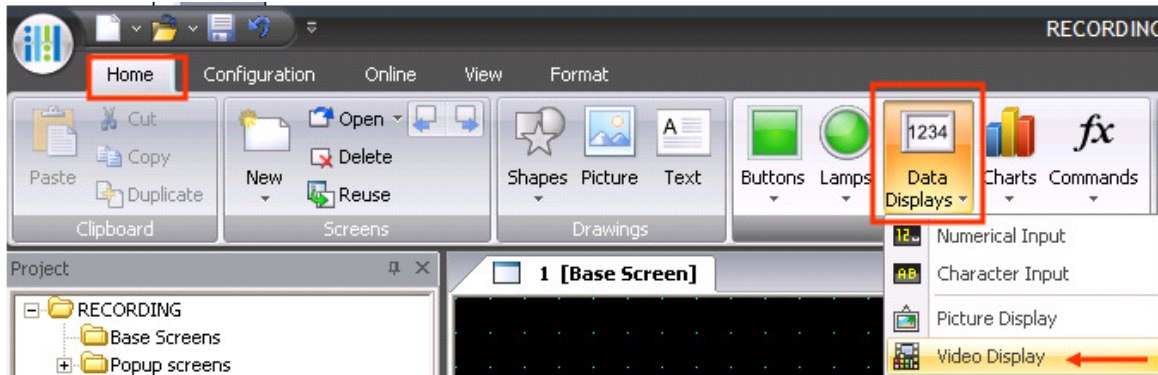 RECORDING
Home Configuration Online View Format
Cut Open
Copy Delete
Paste Duplicate New Reuse Shapes Picture Text Buttons Lamps 1234 Data Displays Charts fx Commands
Clipboard Screens Drawings
12 Numerical Input
Project 1 [Base Screen] AB Character Input
RECORDING Picture Display
Base Screens Video Display
Popup screens